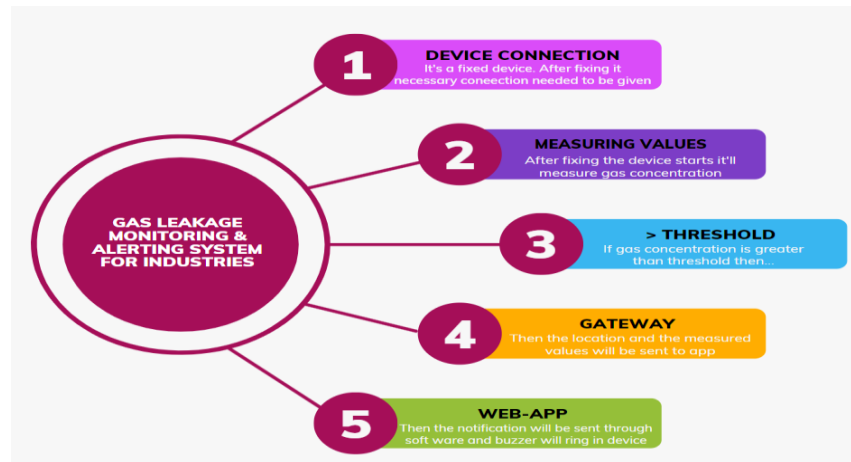 GAS LEAKAGE
MONITORING &
ALERTING SYSTEM
FOR INDUSTRIES
1
DEVICE CONNECTION
It's a fixed device. After fixing it
necessary conection needed to be given
2
MEASURING VALUES
After fixing the device starts it'll
measure gas concentration
3
> THRESHOLD
If gas concentration is greater
than threshold then...
4
GATEWAY
Then the location and the measured
values will be sent to app
5
WEB-APP
Then the notification will be sent through
soft ware and buzzer will ring in device